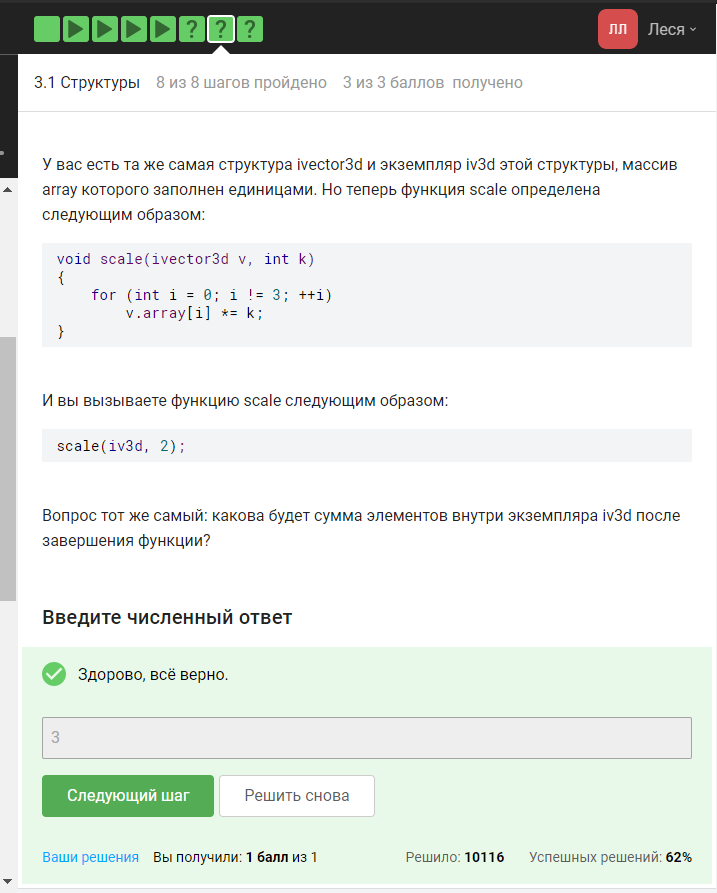 ? ? ?
ЛЛ Леся
3.1 Структуры 8 из 8 шагов пройдено 3 из 3 баллов получено
У вас есть та же самая структура ivector3d и экземпляр iv3d этой структуры, массив
array которого заполнен единицами. Но теперь функция scale определена
следующим образом:
void scale(ivector3d v, int k)
{
    for (int i = 0; i != 3; ++i)
        v.array[i] *= k;
}
И вы вызываете функцию scale следующим образом:
scale(iv3d, 2);
Вопрос тот же самый: какова будет сумма элементов внутри экземпляра iv3d после
завершения функции?
Введите численный ответ
Здорово, всё верно.
3
Следующий шаг Решить снова
Ваши решения Вы получили: 1 балл из 1 Решило: 10116 Успешных решений: 62%